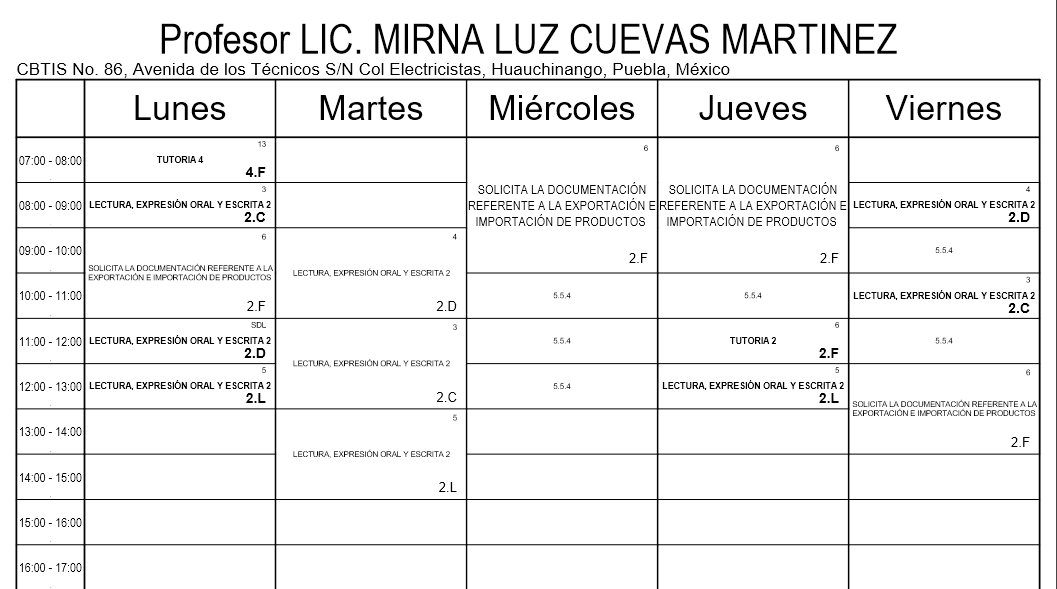 Profesor LIC. MIRNA LUZ CUEVAS MARTINEZ
CBTIS No. 86, Avenida de los Técnicos S/N Col Electricistas, Huauchinango, Puebla, México
Lunes Martes Miércoles Jueves Viernes
07:00 - 08:00
13
TUTORIA 4
4.F
6
SOLICITA LA DOCUMENTACIÓN
REFERENTE A LA EXPORTACIÓN E
IMPORTACIÓN DE PRODUCTOS
2.F
6
SOLICITA LA DOCUMENTACIÓN
REFERENTE A LA EXPORTACIÓN E
IMPORTACIÓN DE PRODUCTOS
2.F
08:00 - 09:00
3
LECTURA, EXPRESIÓN ORAL Y ESCRITA 2
2.C
4
LECTURA, EXPRESIÓN ORAL Y ESCRITA 2
2.D
09:00 - 10:00
6
SOLICITA LA DOCUMENTACIÓN REFERENTE A LA
EXPORTACIÓN E IMPORTACIÓN DE PRODUCTOS
2.F
4
LECTURA, EXPRESIÓN ORAL Y ESCRITA 2
2.D
5.5.4
10:00 - 11:00
5.5.4
5.5.4
3
LECTURA, EXPRESIÓN ORAL Y ESCRITA 2
2.C
11:00 - 12:00
SDL
LECTURA, EXPRESIÓN ORAL Y ESCRITA 2
2.D
3
LECTURA, EXPRESIÓN ORAL Y ESCRITA 2
2.C
5.5.4
6
TUTORIA 2
2.F
5.5.4
12:00 - 13:00
5
LECTURA, EXPRESIÓN ORAL Y ESCRITA 2
2.L
5.5.4
5
LECTURA, EXPRESIÓN ORAL Y ESCRITA 2
2.L
6
SOLICITA LA DOCUMENTACIÓN REFERENTE A LA
EXPORTACIÓN E IMPORTACIÓN DE PRODUCTOS
2.F
13:00 - 14:00
5
LECTURA, EXPRESIÓN ORAL Y ESCRITA 2
2.L
14:00 - 15:00
15:00 - 16:00
16:00 - 17:00